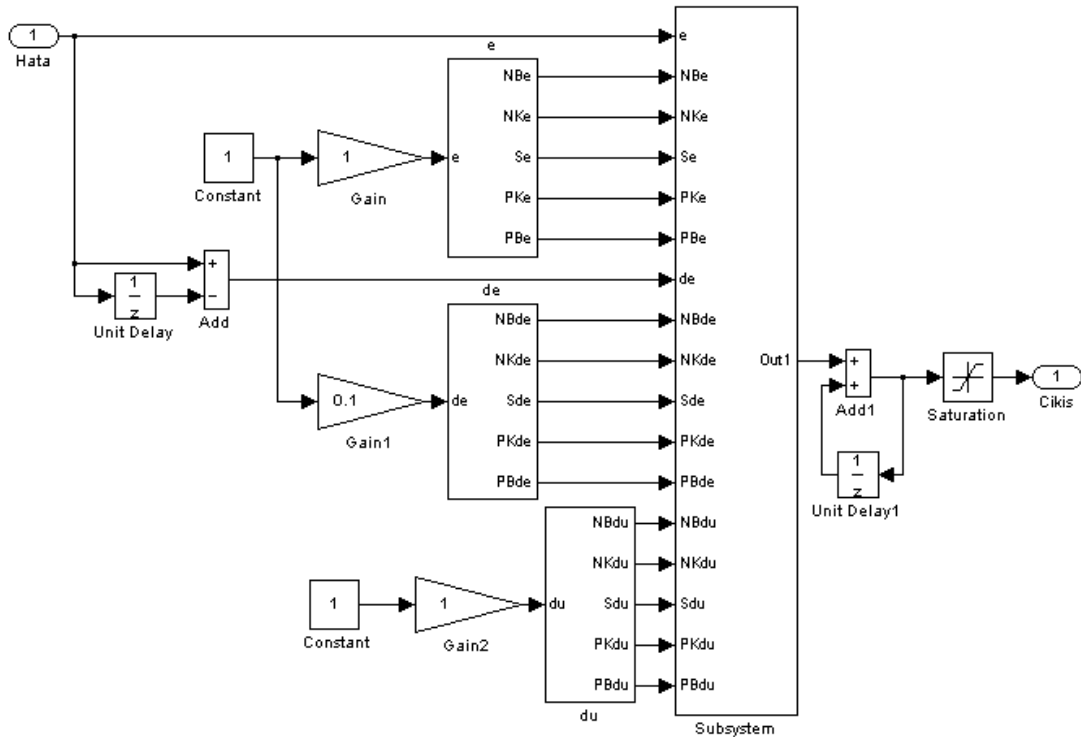 1
Hata
e
NBe
NKe
Se
PKe
PBe
e
1
Constant
1
Gain
1
z
Unit Delay
+
−
Add
de
NBde
NKde
Sde
PKde
PBde
de
0.1
Gain1
1
Constant
1
Gain2
NBdu
NKdu
Sdu
PKdu
PBdu
du
du
e
NBe
NKe
Se
PKe
PBe
de
NBde
NKde
Sde
PKde
PBde
NBdu
NKdu
Sdu
PKdu
PBdu
Out1
Subsystem
+
+
Add1
1
z
Unit Delay1
Saturation
1
Cikis